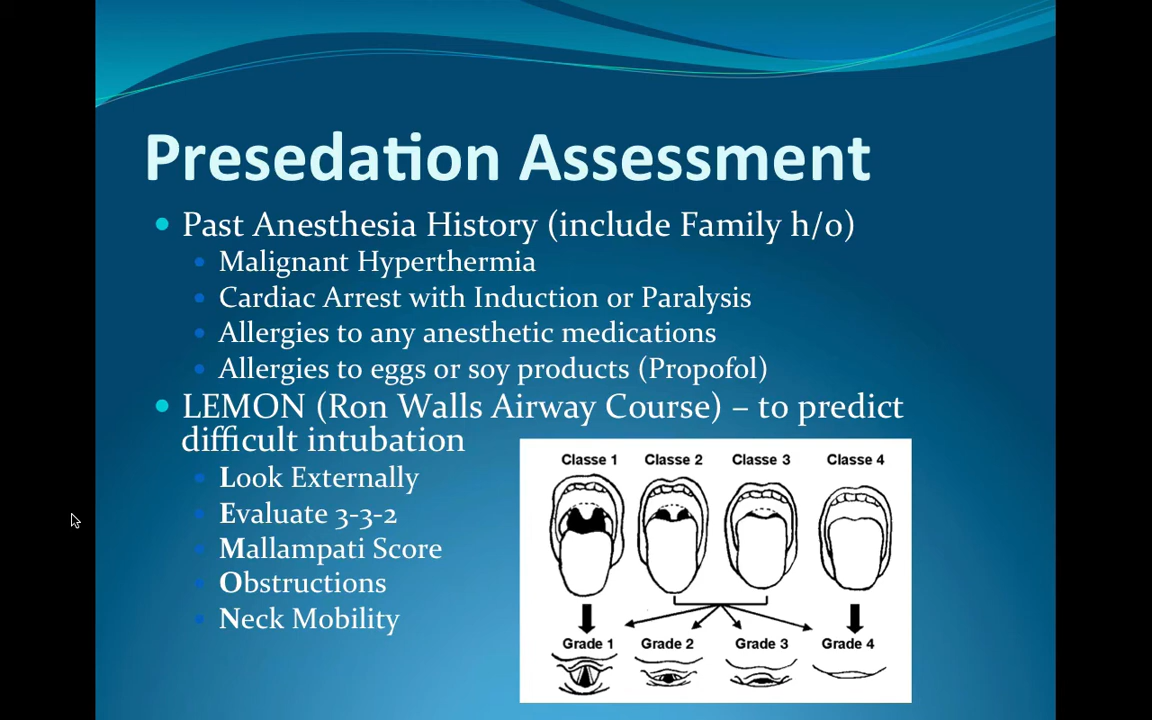 Presedation Assessment
Past Anesthesia History (include Family h/o)
Malignant Hyperthermia
Cardiac Arrest with Induction or Paralysis
Allergies to any anesthetic medications
Allergies to eggs or soy products (Propofol)
LEMON (Ron Walls Airway Course) – to predict
difficult intubation
Look Externally
Evaluate 3-3-2
Mallampati Score
Obstructions
Neck Mobility
Classe 1 Classe 2 Classe 3 Classe 4
Grade 1 Grade 2 Grade 3 Grade 4